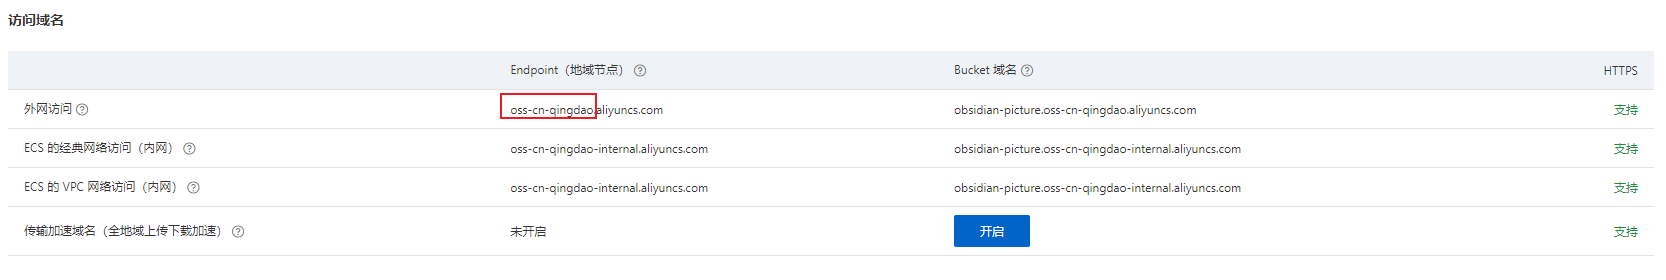 访问域名
Endpoint（地域节点） Bucket 域名 HTTPS
外网访问 oss-cn-qingdao.aliyuncs.com obsidian-picture.oss-cn-qingdao.aliyuncs.com 支持
ECS 的经典网络访问（内网） oss-cn-qingdao-internal.aliyuncs.com obsidian-picture.oss-cn-qingdao-internal.aliyuncs.com 支持
ECS 的 VPC 网络访问（内网） oss-cn-qingdao-internal.aliyuncs.com obsidian-picture.oss-cn-qingdao-internal.aliyuncs.com 支持
传输加速域名（全地域上传下载加速） 未开启 开启 支持